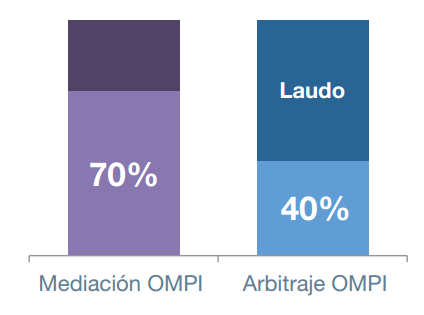 Laudo
70%
40%
Mediación OMPI
Arbitraje OMPI